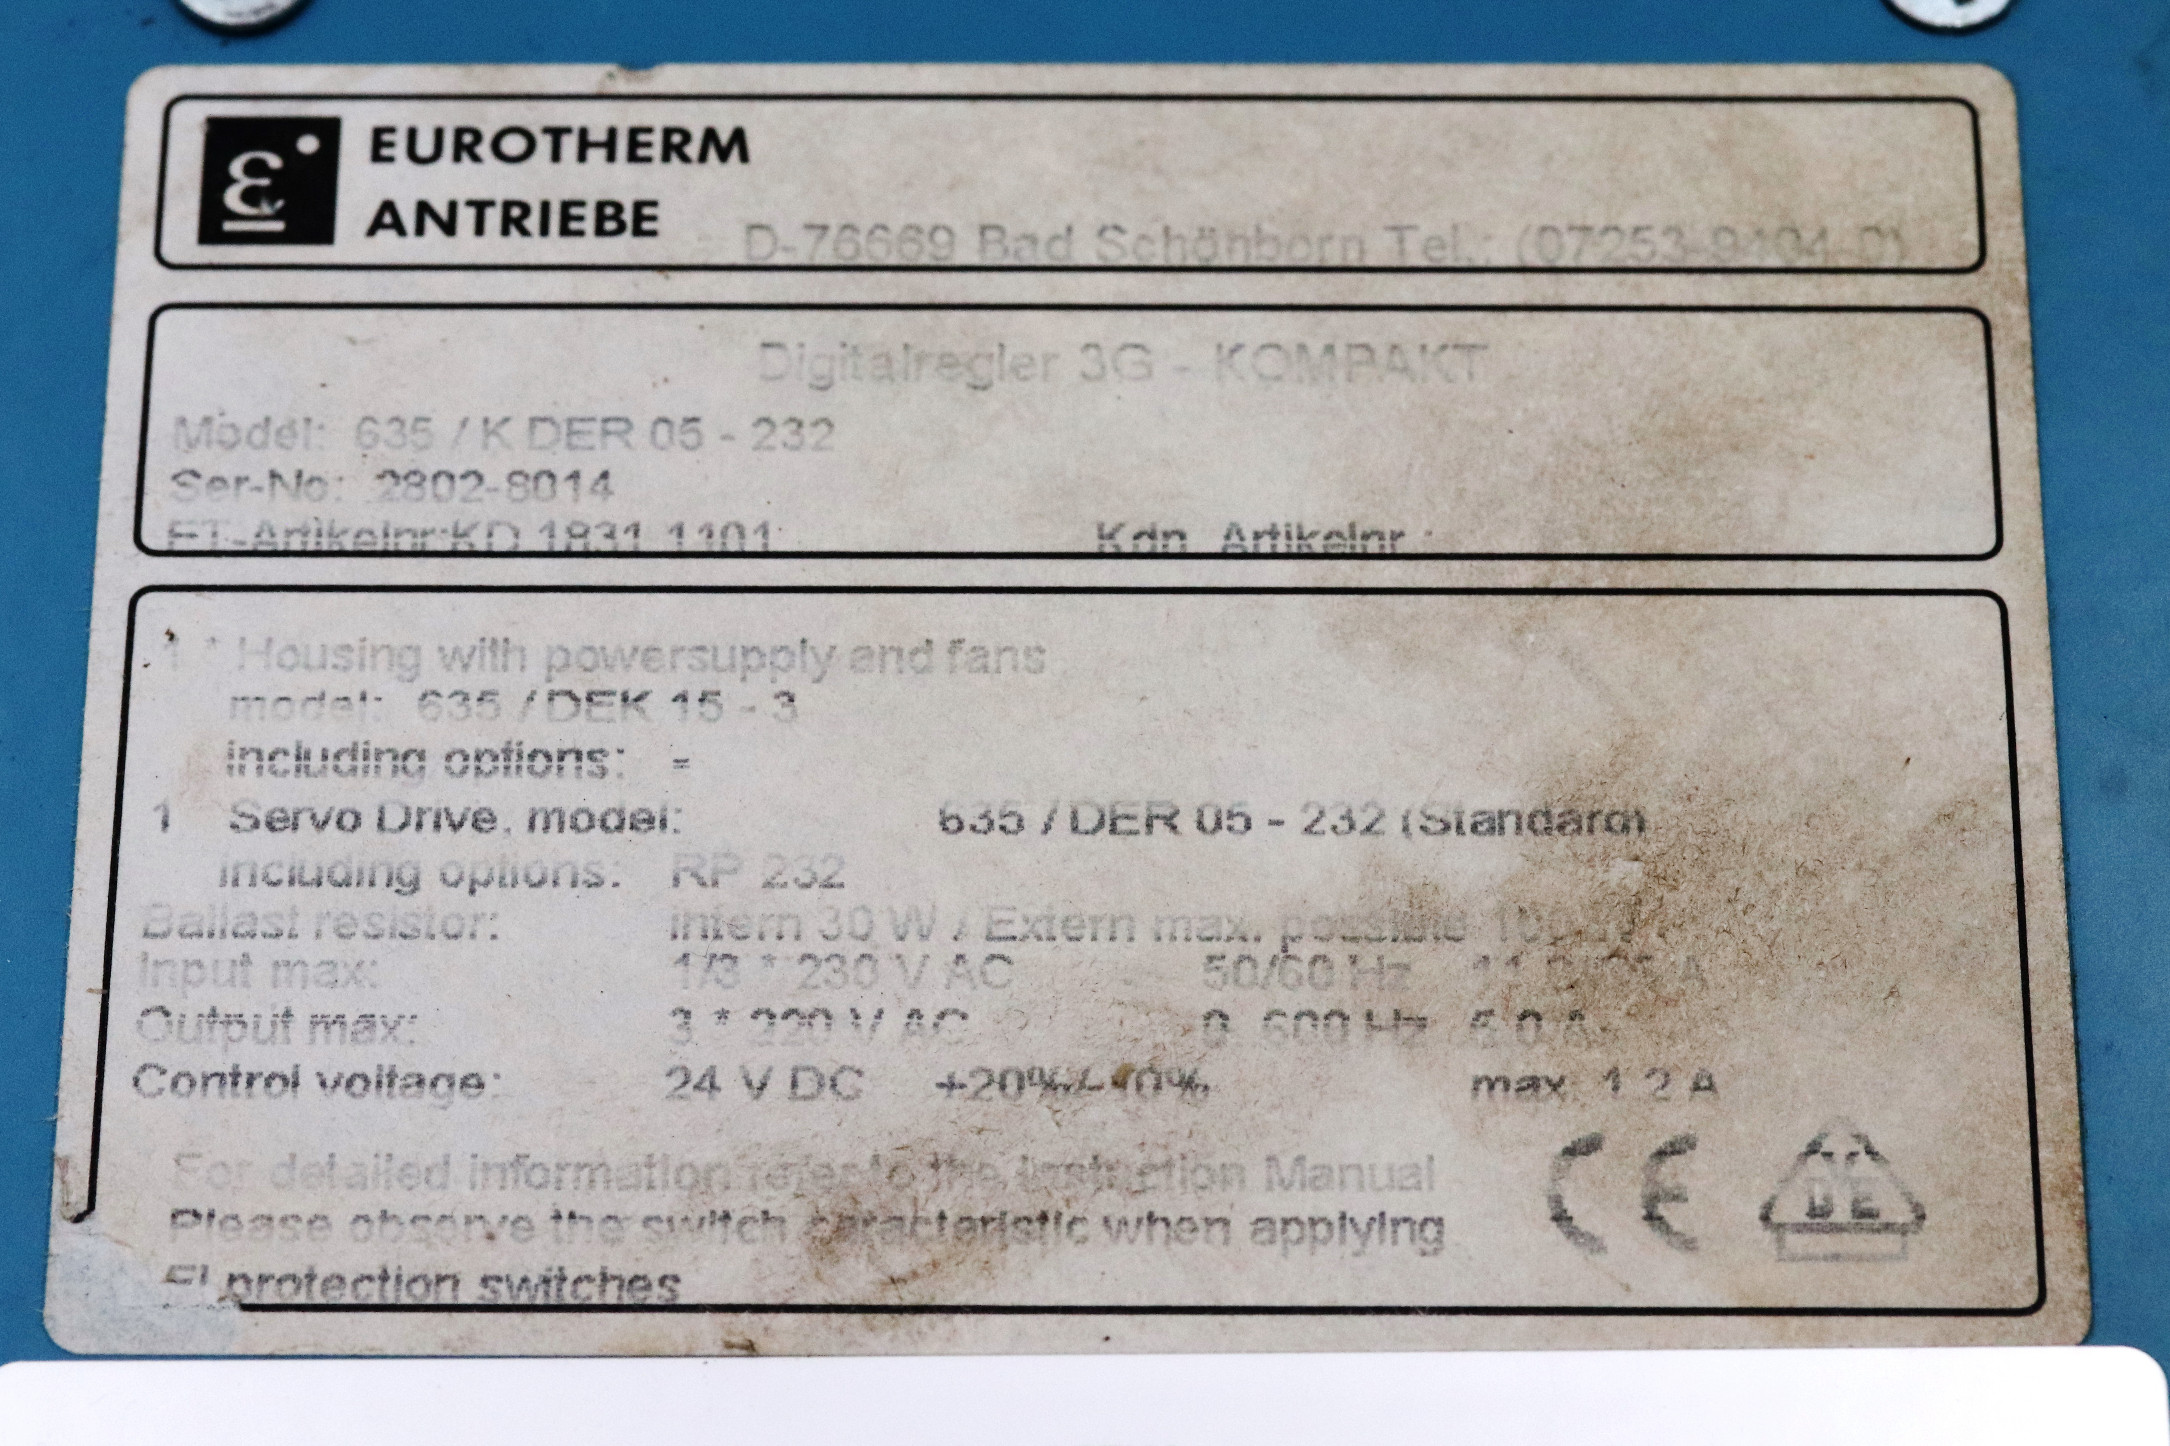 EUROTHERM
ANTRIEBE
D-76669 Bad Schönborn Tel.: (07253-9404-0)
Digitalregler 3G - KOMPAKT
Model: 635 / K DER 05 - 232
Ser-No: 2802-8014
ET-Artikelnr:KD 1831 1101 Kdn. Artikelnr.:
1 * Housing with powersupply and fans
model: 635 / DEK 15 - 3
including options: =
1 Servo Drive, model: 635 / DER 05 - 232 (Standard)
including options: RP 232
Ballast resistor: intern 30 W / Extern max. possible
Input max: 1/3 * 230 V AC 50/60 Hz A
Output max: 3 * 220 V AC 0..600 Hz 5.0 A
Control voltage: 24 V DC +20%/-10% max. 1.2 A
For detailed information refer to the Instruction Manual
Please observe the switch caracteristic when applying
FI protection switches
CE